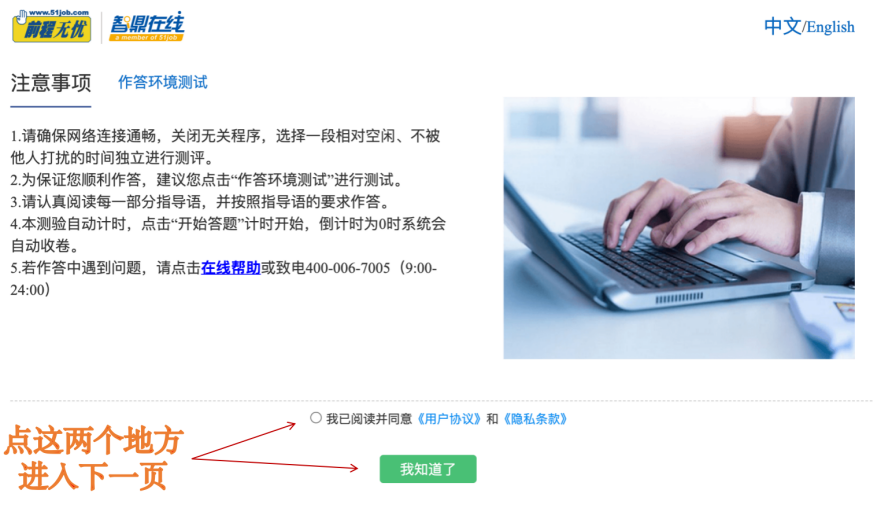 www.51job.com
前程无忧
智鼎在线
a member of 51job
中文/English
注意事项
作答环境测试
1.请确保网络连接通畅，关闭无关程序，选择一段相对空闲、不被
他人打扰的时间独立进行测评。
2.为保证您顺利作答，建议您点击“作答环境测试”进行测试。
3.请认真阅读每一部分指导语，并按照指导语的要求作答。
4.本测验自动计时，点击“开始答题”计时开始，倒计时为0时系统会
自动收卷。
5.若作答中遇到问题，请点击在线帮助或致电400-006-7005（9:00-
24:00）
我已阅读并同意《用户协议》和《隐私条款》
点这两个地方
进入下一页
我知道了